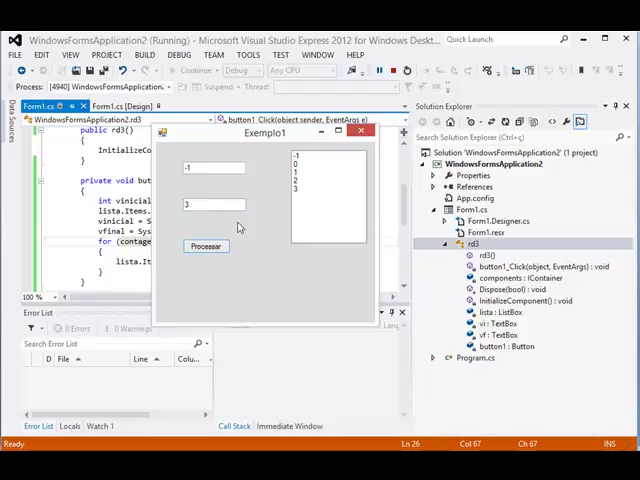 WindowsFormsApplication2 (Running) - Microsoft Visual Studio Express 2012 for Windows Deskt...
Quick Launch
FILE EDIT VIEW PROJECT BUILD DEBUG TEAM TOOLS TEST WINDOW HELP
Continue Debug Any CPU
Process: [4940] WindowsFormsApplication Suspend
Data Sources
Form1.cs Form1.cs [Design]
WindowsFormsApplication2.rd3
button1_Click(object sender, EventArgs e)
public rd3()
{
InitializeCo
}
private void bu
{
int vinicial
lista.Items.
vinicial = Sys
vfinal = Sys
for (contage
{
lista.It
}
100 %
Exemplo1
-1
3
Processar
-1
0
1
2
3
Solution Explorer
Search Solution Explorer (Ctrl+ç)
Solution 'WindowsFormsApplication2' (1 project)
WindowsFormsApplication2
Properties
References
Form1.cs
Form1.Designer.cs
Form1.resx
rd3
rd3()
button1_Click(object, EventArgs) : void
components : IContainer
Dispose(bool) : void
InitializeComponent() : void
lista : ListBox
vi : TextBox
vf : TextBox
button1 : Button
Program.cs
Error List
0 Errors 0 Warnings
Search Error List
D File Line Colu...
Lang
Error List Locals Watch 1
Call Stack Immediate Window
Ready
Ln 26 Col 67 Ch 67 INS